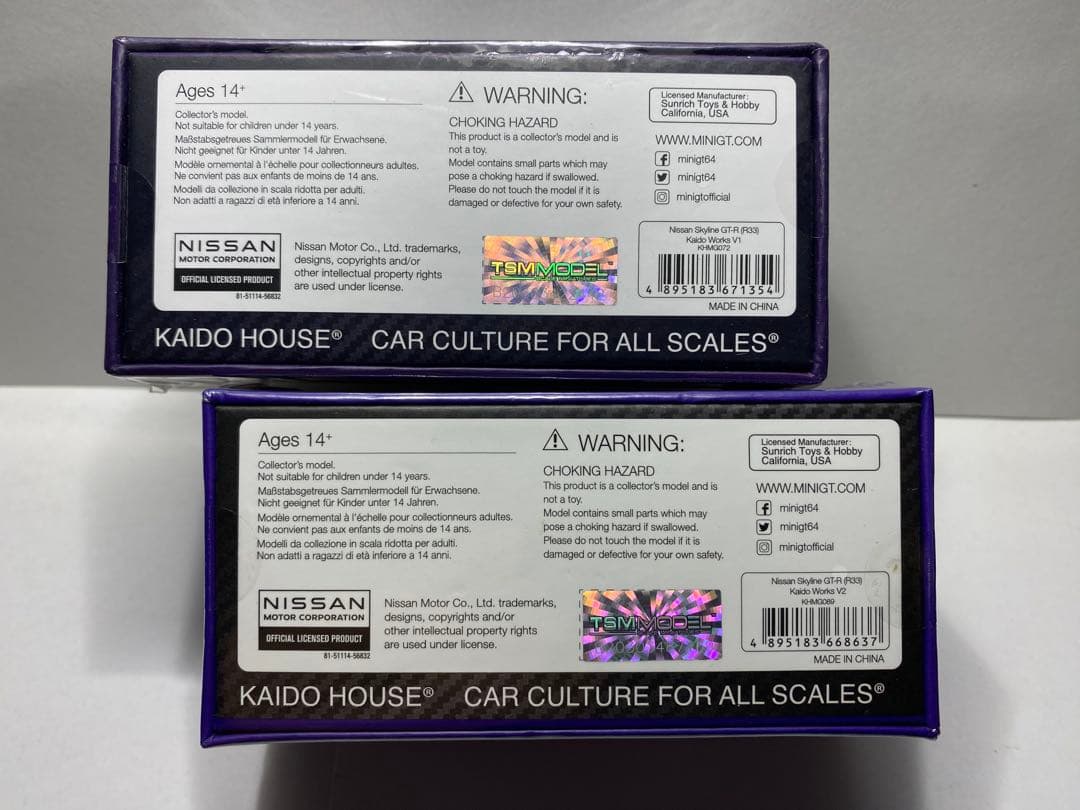 Ages 14+
Collector's model.
Not suitable for children under 14 years.
Maßstabsgetreues Sammlermodell für Erwachsene.
Nicht geeignet für Kinder unter 14 Jahren.
Modèle ornemental à l'échelle pour collectionneurs adultes.
Ne convient pas aux enfants de moins de 14 ans.
Modelli da collezione in scala ridotta per adulti.
Non adatti a ragazzi di età inferiore a 14 anni.
WARNING:
CHOKING HAZARD
This product is a collector's model and is
not a toy.
Model contains small parts which may
pose a choking hazard if swallowed.
Please do not touch the model if it is
damaged or defective for your own safety.
Licensed Manufacturer:
Sunrich Toys & Hobby
California, USA
WWW.MINIGT.COM
minigt64
minigt64
minigtofficial
NISSAN
MOTOR CORPORATION
OFFICIAL LICENSED PRODUCT
81-51114-56832
Nissan Motor Co., Ltd. trademarks,
designs, copyrights and/or
other intellectual property rights
are used under license.
TSM MODEL
Nissan Skyline GT-R (R33)
Kaido Works V1
KHMG072
4 895183 671354
MADE IN CHINA
KAIDO HOUSE® CAR CULTURE FOR ALL SCALES®
Ages 14+
Collector's model.
Not suitable for children under 14 years.
Maßstabsgetreues Sammlermodell für Erwachsene.
Nicht geeignet für Kinder unter 14 Jahren.
Modèle ornemental à l'échelle pour collectionneurs adultes.
Ne convient pas aux enfants de moins de 14 ans.
Modelli da collezione in scala ridotta per adulti.
Non adatti a ragazzi di età inferiore a 14 anni.
WARNING:
CHOKING HAZARD
This product is a collector's model and is
not a toy.
Model contains small parts which may
pose a choking hazard if swallowed.
Please do not touch the model if it is
damaged or defective for your own safety.
Licensed Manufacturer:
Sunrich Toys & Hobby
California, USA
WWW.MINIGT.COM
minigt64
minigt64
minigtofficial
NISSAN
MOTOR CORPORATION
OFFICIAL LICENSED PRODUCT
81-51114-56832
Nissan Motor Co., Ltd. trademarks,
designs, copyrights and/or
other intellectual property rights
are used under license.
TSM MODEL
Nissan Skyline GT-R (R33)
Kaido Works V2
KHMG089
4 895183 668637
MADE IN CHINA
KAIDO HOUSE® CAR CULTURE FOR ALL SCALES®